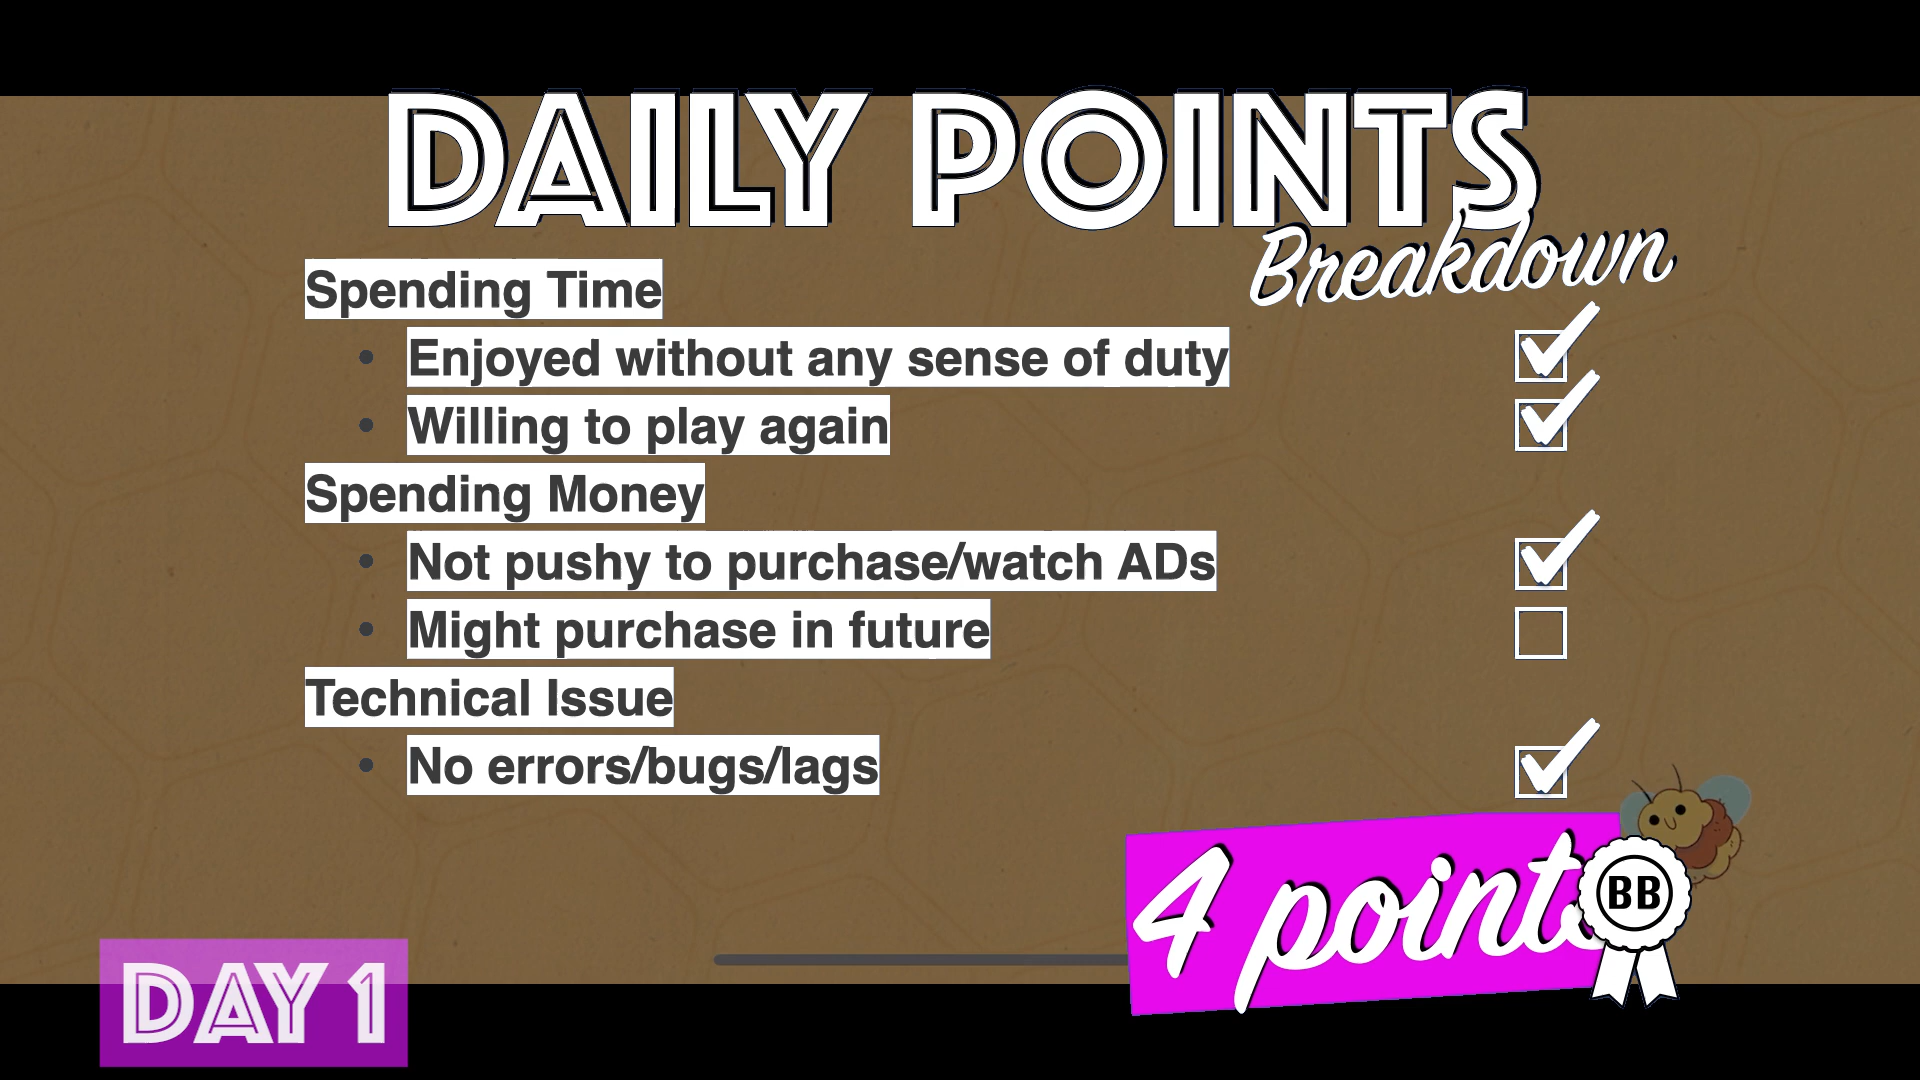 DAILY POINTS
Breakdown
Spending Time
• Enjoyed without any sense of duty
• Willing to play again
Spending Money
• Not pushy to purchase/watch ADs
• Might purchase in future
Technical Issue
• No errors/bugs/lags
4 points
BB
DAY 1